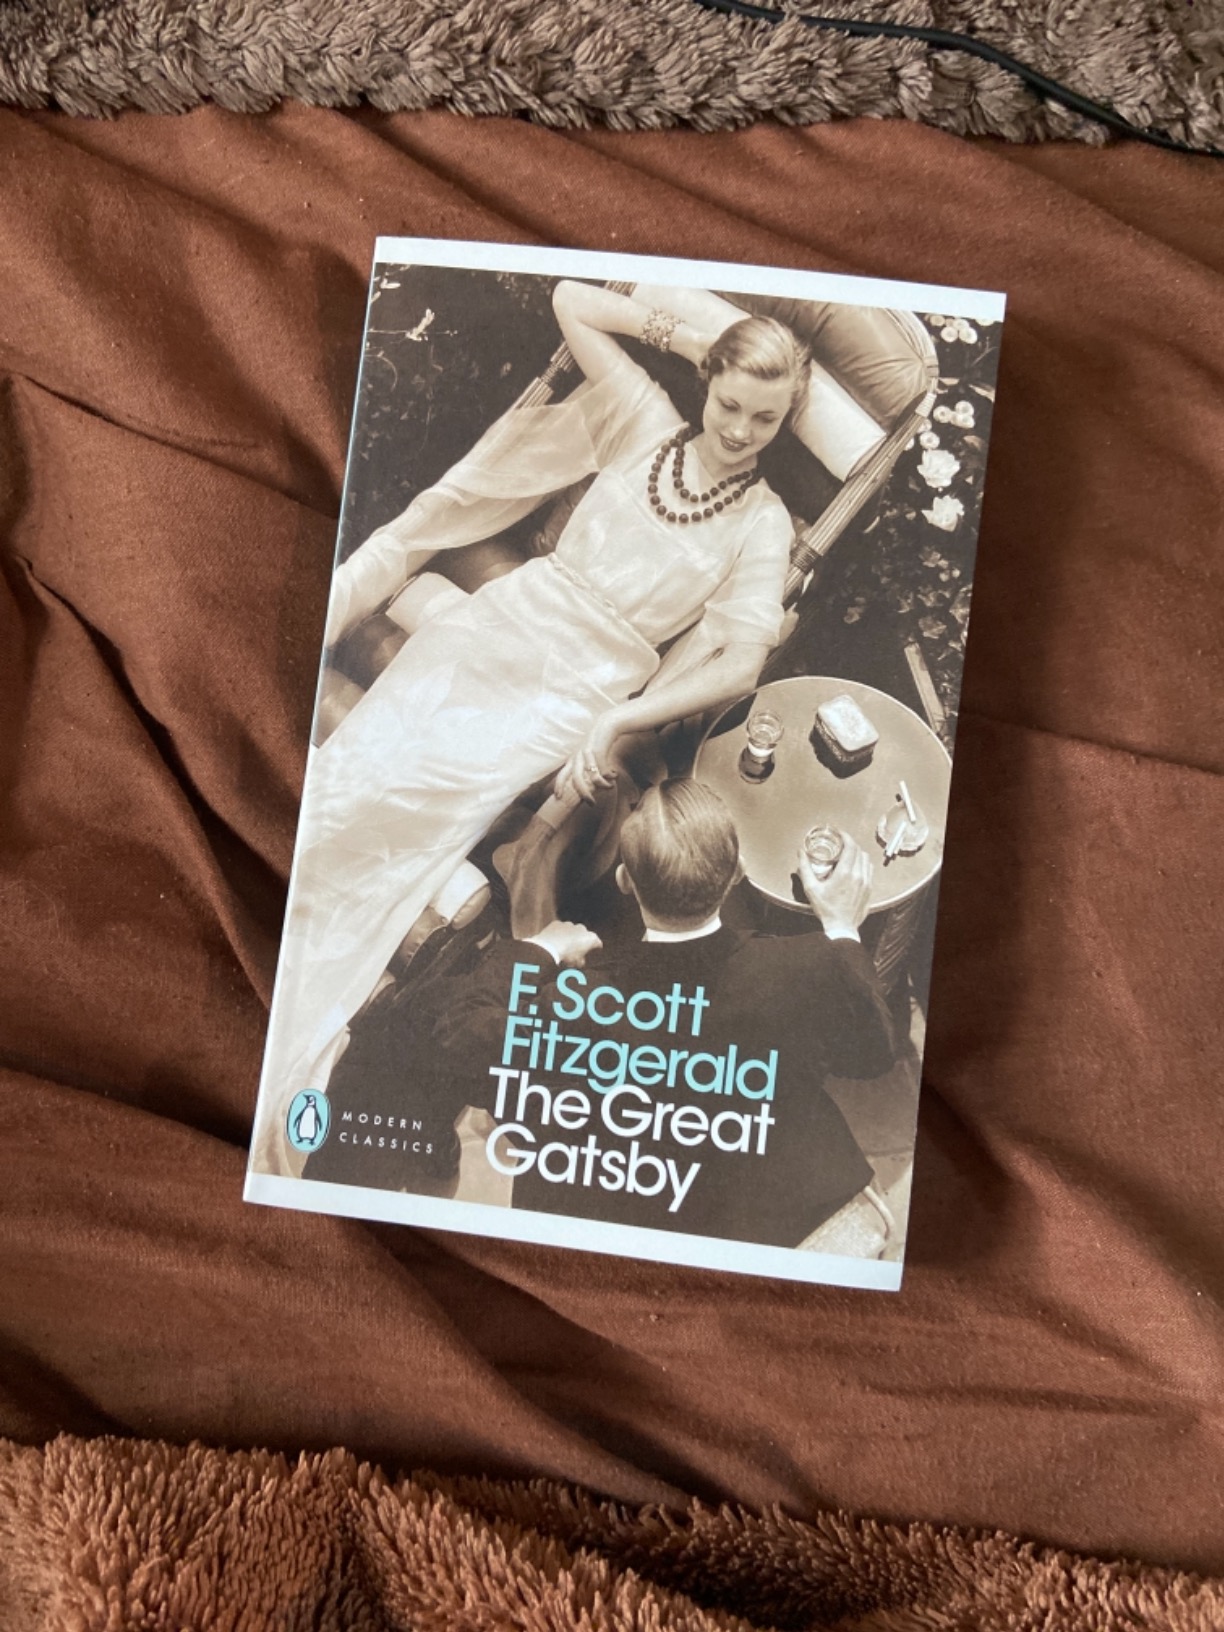 F. Scott
Fitzgerald
The Great
Gatsby
MODERN
CLASSICS